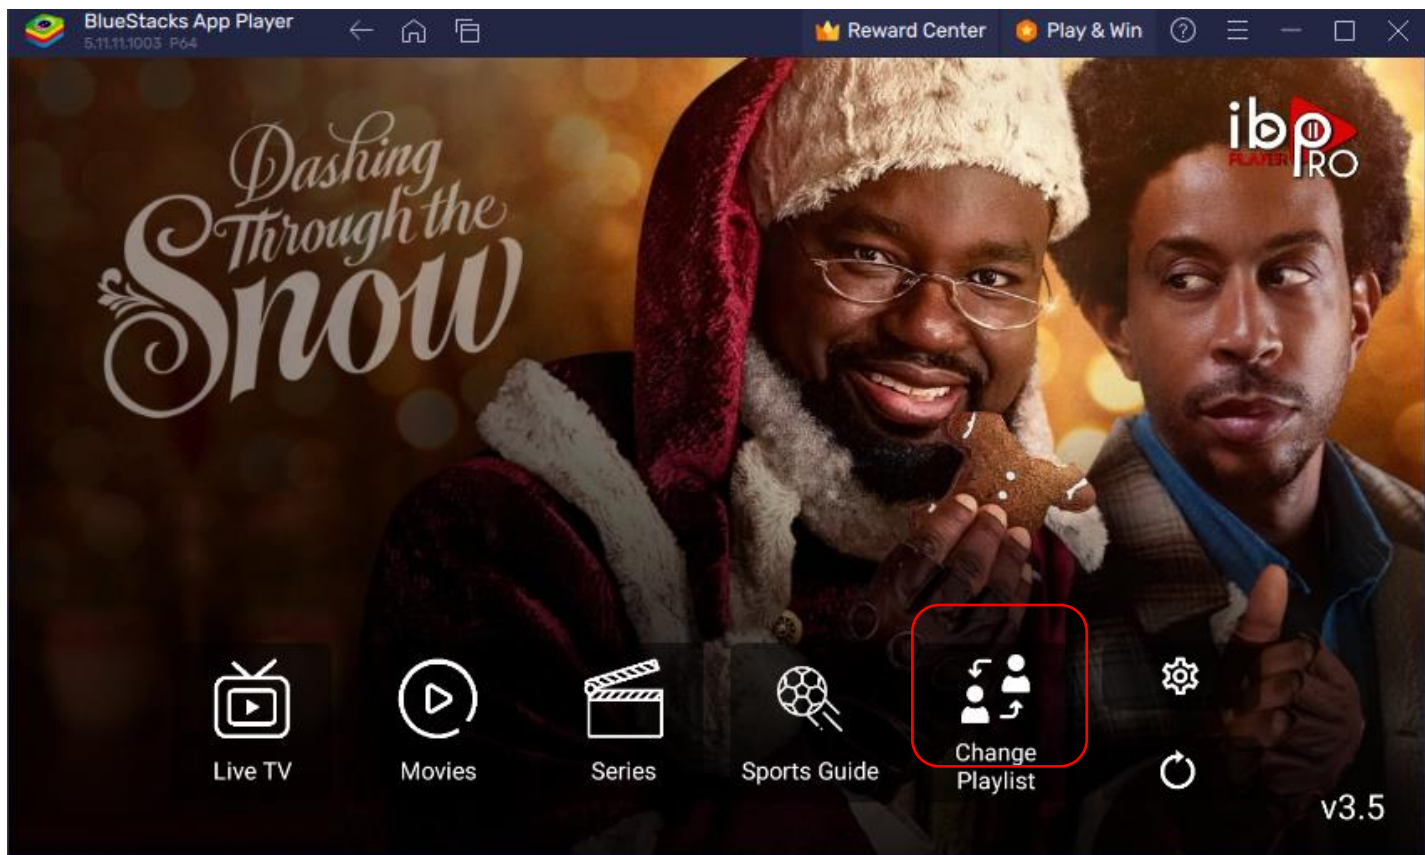 BlueStacks App Player
5.11.11.1003 P64
Reward Center
Play & Win
Dashing
Through the
Snow
ibp
PLAYER PRO
Live TV
Movies
Series
Sports Guide
Change
Playlist
v3.5